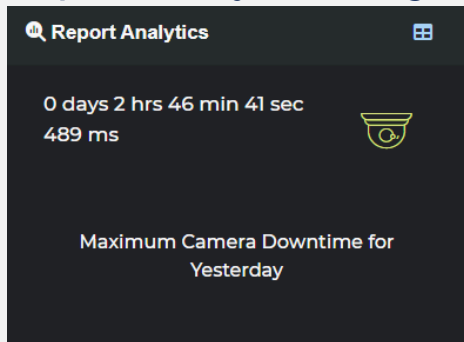 Report Analytics
0 days 2 hrs 46 min 41 sec
489 ms
Maximum Camera Downtime for
Yesterday